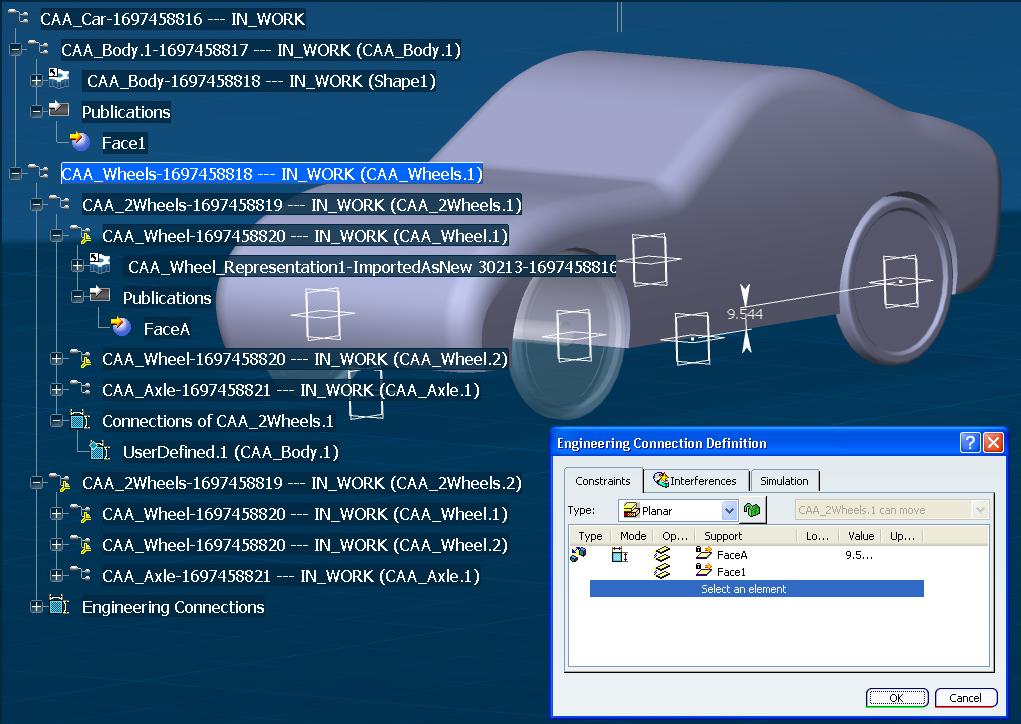 CAA_Car-1697458816 --- IN_WORK
CAA_Body.1-1697458817 --- IN_WORK (CAA_Body.1)
CAA_Body-1697458818 --- IN_WORK (Shape1)
Publications
Face1
CAA_Wheels-1697458818 --- IN_WORK (CAA_Wheels.1)
CAA_2Wheels-1697458819 --- IN_WORK (CAA_2Wheels.1)
CAA_Wheel-1697458820 --- IN_WORK (CAA_Wheel.1)
CAA_Wheel_Representation1-ImportedAsNew 30213-1697458816
Publications
FaceA
CAA_Wheel-1697458820 --- IN_WORK (CAA_Wheel.2)
CAA_Axle-1697458821 --- IN_WORK (CAA_Axle.1)
Connections of CAA_2Wheels.1
UserDefined.1 (CAA_Body.1)
CAA_2Wheels-1697458819 --- IN_WORK (CAA_2Wheels.2)
CAA_Wheel-1697458820 --- IN_WORK (CAA_Wheel.1)
CAA_Wheel-1697458820 --- IN_WORK (CAA_Wheel.2)
CAA_Axle-1697458821 --- IN_WORK (CAA_Axle.1)
Engineering Connections
9.544
Engineering Connection Definition
Constraints Interferences Simulation
Type: Planar CAA_2Wheels.1 can move
Type Mode Op... Support Lo... Value Up...
FaceA 9.5...
Face1
Select an element
OK Cancel